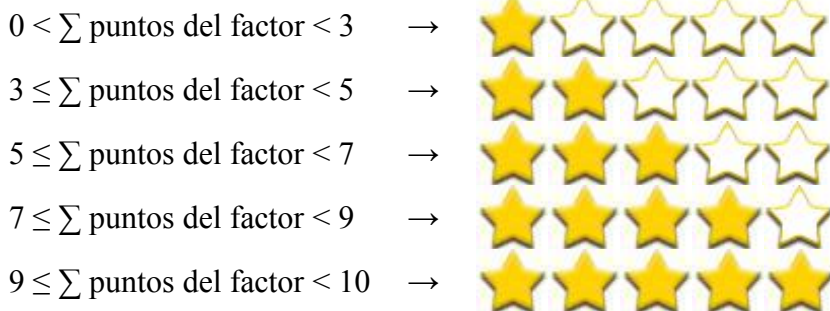 0 < ∑ puntos del factor < 3 →
3 ≤ ∑ puntos del factor < 5 →
5 ≤ ∑ puntos del factor < 7 →
7 ≤ ∑ puntos del factor < 9 →
9 ≤ ∑ puntos del factor < 10 →